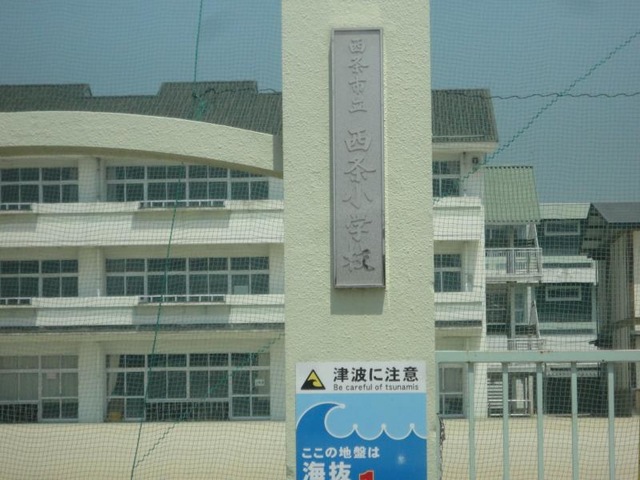 西条市立 西条小学校
津波に注意
Be careful of tsunamis
ここの地盤は
海抜